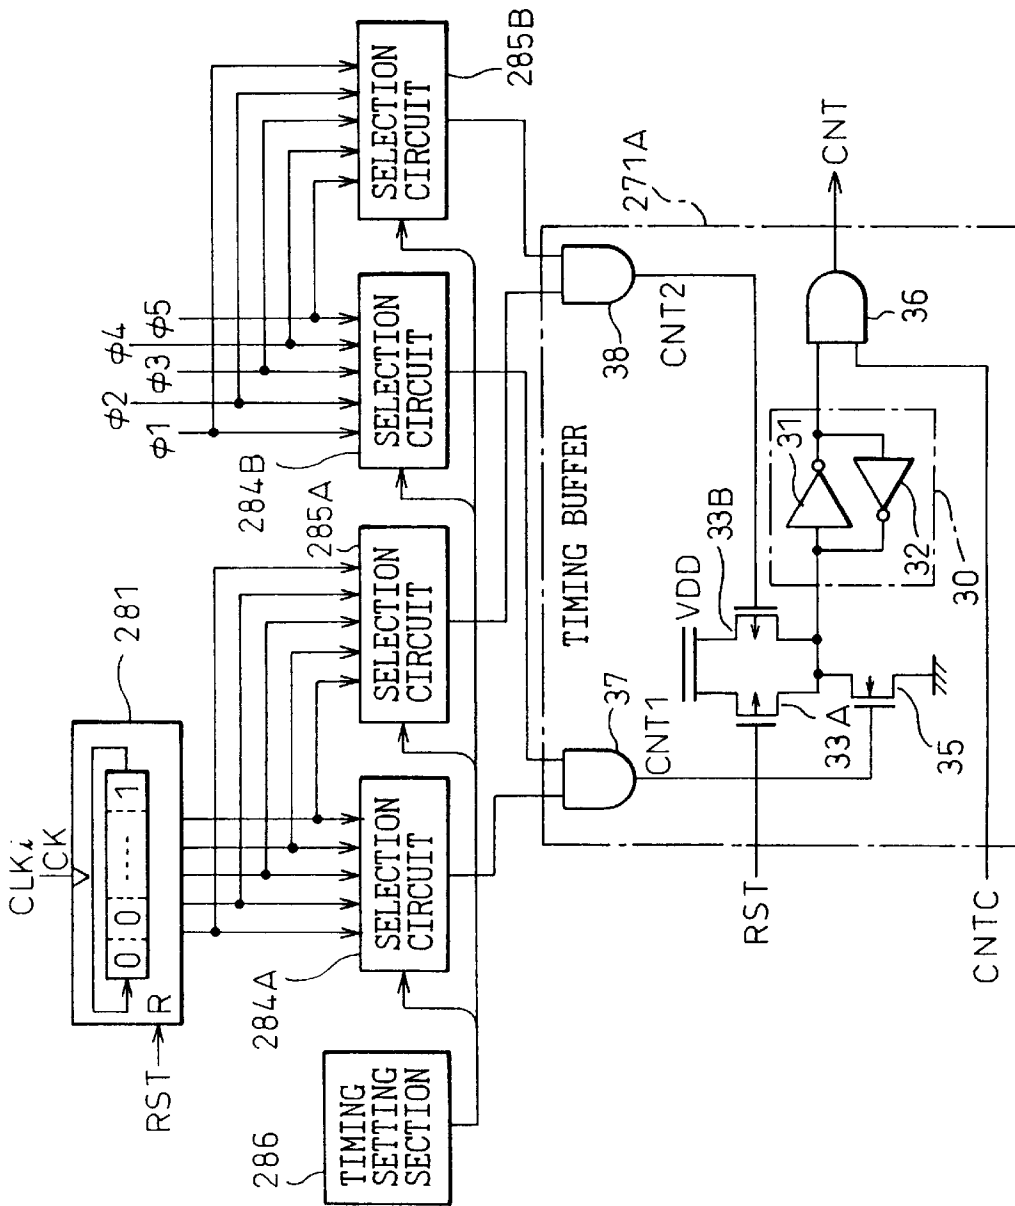 CLKi
CK
281
0 0 ---- 1
R
RST
φ1
φ2
φ3
φ4
φ5
286
TIMING
SETTING
SECTION
284A
SELECTION
CIRCUIT
285A
SELECTION
CIRCUIT
284B
SELECTION
CIRCUIT
285B
SELECTION
CIRCUIT
271A
TIMING BUFFER
37
CNT1
38
CNT2
VDD
33B
33A
35
RST
31
32
30
36
CNT
CNTC